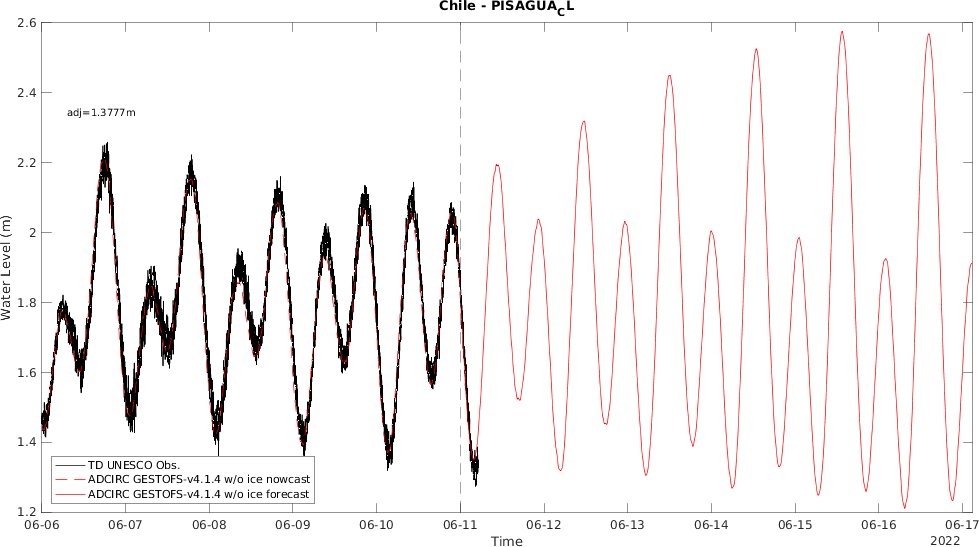 Chile - PISAGUA_CL
2.6
2.4
adj=1.3777m
2.2
2
Water Level (m)
1.8
1.6
1.4
TD UNESCO Obs.
ADCIRC GESTOFS-v4.1.4 w/o ice nowcast
ADCIRC GESTOFS-v4.1.4 w/o ice forecast
1.2
06-06 06-07 06-08 06-09 06-10 06-11 06-12 06-13 06-14 06-15 06-16 06-17
Time 2022